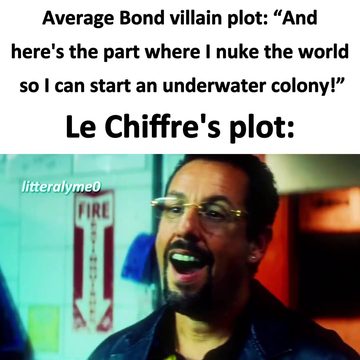 Average Bond villain plot: “And
here's the part where I nuke the world
so I can start an underwater colony!”
Le Chiffre's plot:
litteralyme0
FIRE